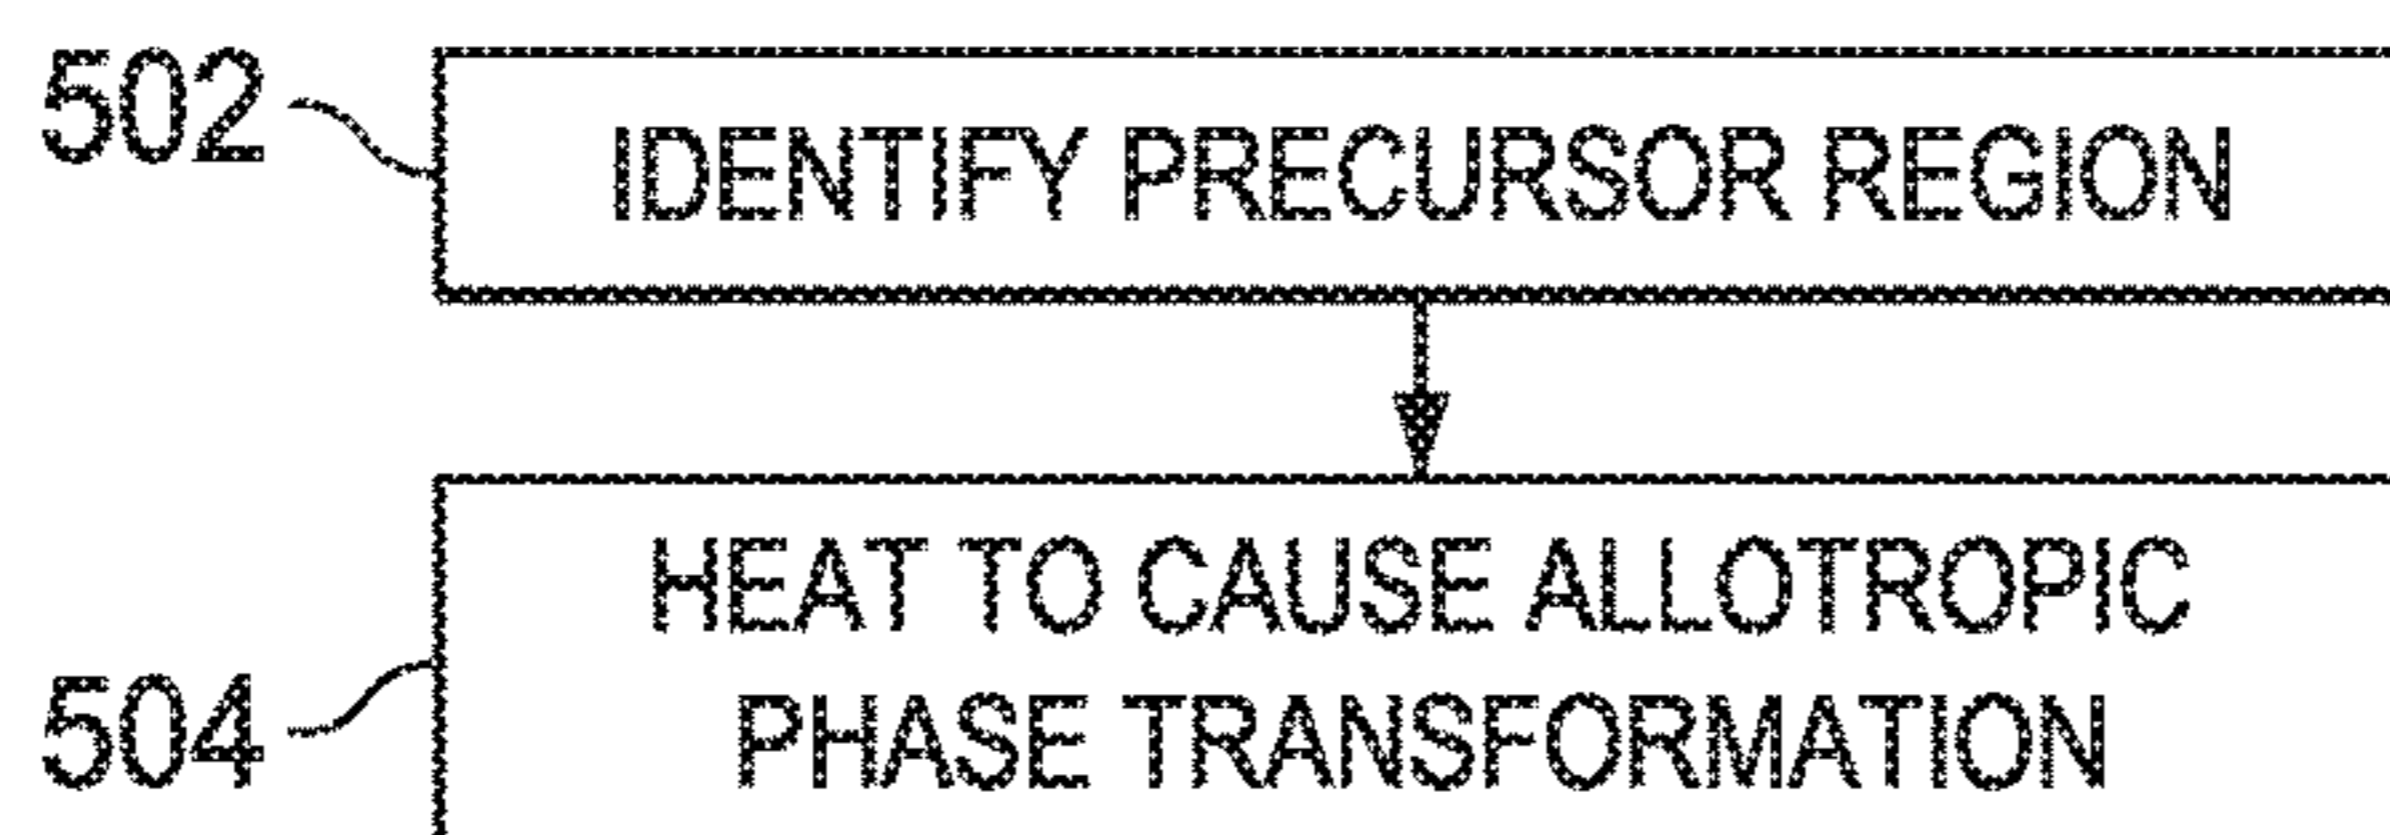 502
IDENTIFY PRECURSOR REGION
HEAT TO CAUSE ALLOTROPIC
PHASE TRANSFORMATION
504